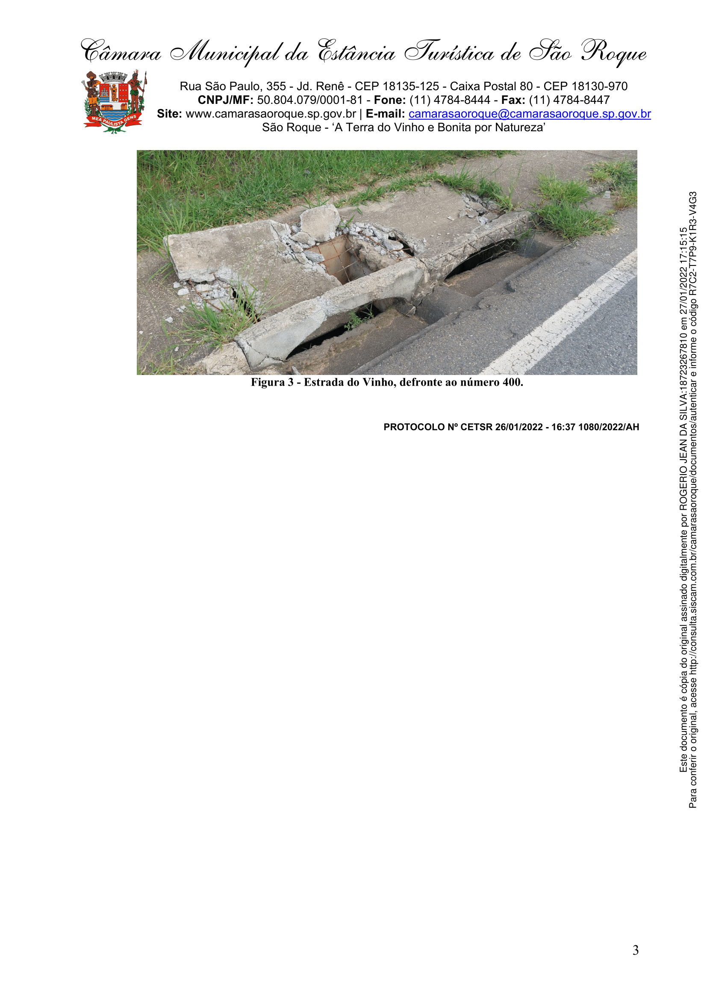 Câmara Municipal da Estância Turística de São Roque
MEA PAULISTA GENS
Rua São Paulo, 355 - Jd. Renê - CEP 18135-125 - Caixa Postal 80 - CEP 18130-970
CNPJ/MF: 50.804.079/0001-81 - Fone: (11) 4784-8444 - Fax: (11) 4784-8447
Site: www.camarasaoroque.sp.gov.br | E-mail: camarasaoroque@camarasaoroque.sp.gov.br
São Roque - ‘A Terra do Vinho e Bonita por Natureza’
Figura 3 - Estrada do Vinho, defronte ao número 400.
PROTOCOLO Nº CETSR 26/01/2022 - 16:37 1080/2022/AH
Este documento é cópia do original assinado digitalmente por ROGERIO JEAN DA SILVA:18723267810 em 27/01/2022 17:15:15
Para conferir o original, acesse http://consulta.siscam.com.br/camarasaoroque/documentos/autenticar e informe o código R7C2-T7P9-K1R3-V4G3
3